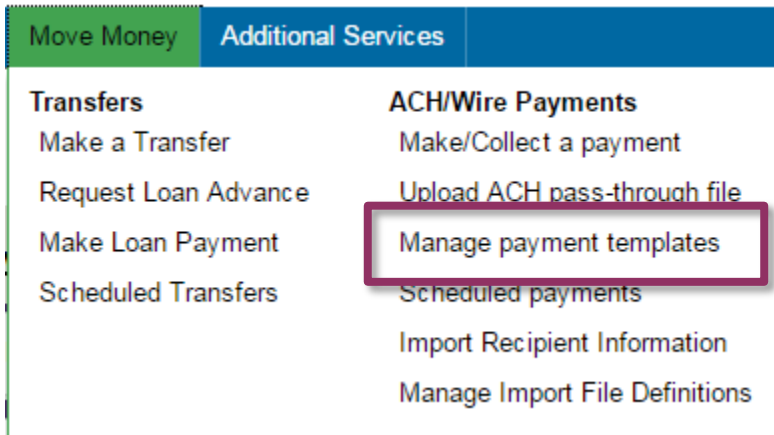 Move Money Additional Services
Transfers
Make a Transfer
Request Loan Advance
Make Loan Payment
Scheduled Transfers
ACH/Wire Payments
Make/Collect a payment
Upload ACH pass-through file
Manage payment templates
Scheduled payments
Import Recipient Information
Manage Import File Definitions